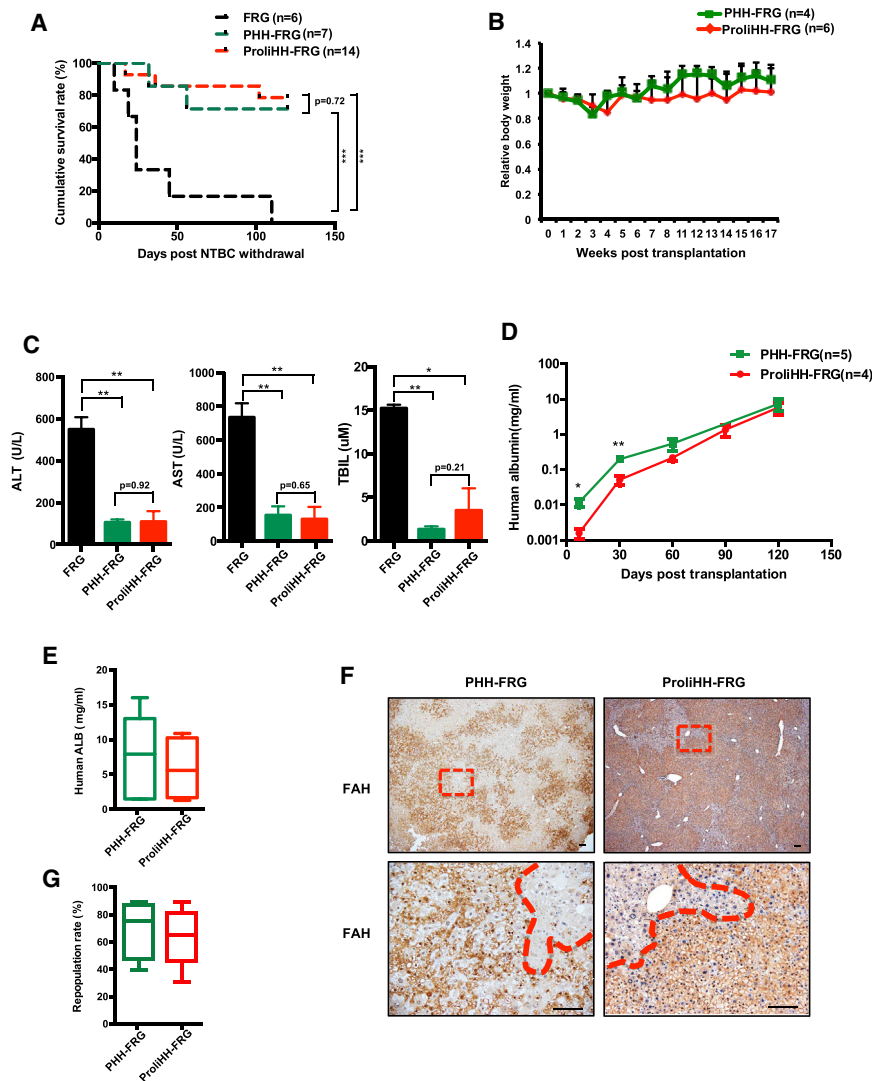 A
FRG (n=6)
PHH-FRG (n=7)
ProliHH-FRG (n=14)
Cumulative survival rate (%)
100
80
60
40
20
0
0 50 100 150
Days post NTBC withdrawal
p=0.72
***
***
B
PHH-FRG (n=4)
ProliHH-FRG (n=6)
Relative body weight
1.4
1.2
1
0.8
0.6
0.4
0.2
0
0 1 2 3 4 5 6 7 8 11 12 13 14 15 16 17
Weeks post transplantation
C
ALT
(U/L)
800
600
400
200
0
**
**
p=0.92
FRG
PHH-FRG
ProliHH-FRG
AST
(U/L)
1000
800
600
400
200
0
**
**
p=0.65
FRG
PHH-FRG
ProliHH-FRG
TBIL
(uM)
20
15
10
5
0
*
**
p=0.21
FRG
PHH-FRG
ProliHH-FRG
D
PHH-FRG(n=5)
ProliHH-FRG(n=4)
Human albumin(mg/ml)
100
10
1
0.1
0.01
0.001
*
**
0 30 60 90 120 150
Days post transplantation
E
Human ALB ( mg/ml)
20
15
10
5
0
PHH-FRG
ProliHH-FRG
F
PHH-FRG
ProliHH-FRG
FAH
FAH
G
Repopulation rate (%)
100
80
60
40
20
0
PHH-FRG
ProliHH-FRG